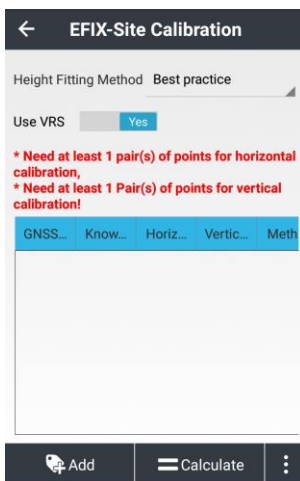 EFIX-Site Calibration
Height Fitting Method Best practice
Use VRS Yes
* Need at least 1 pair(s) of points for horizontal
calibration,
* Need at least 1 Pair(s) of points for vertical
calibration!
GNSS... Know... Horiz... Vertic... Meth
Add Calculate